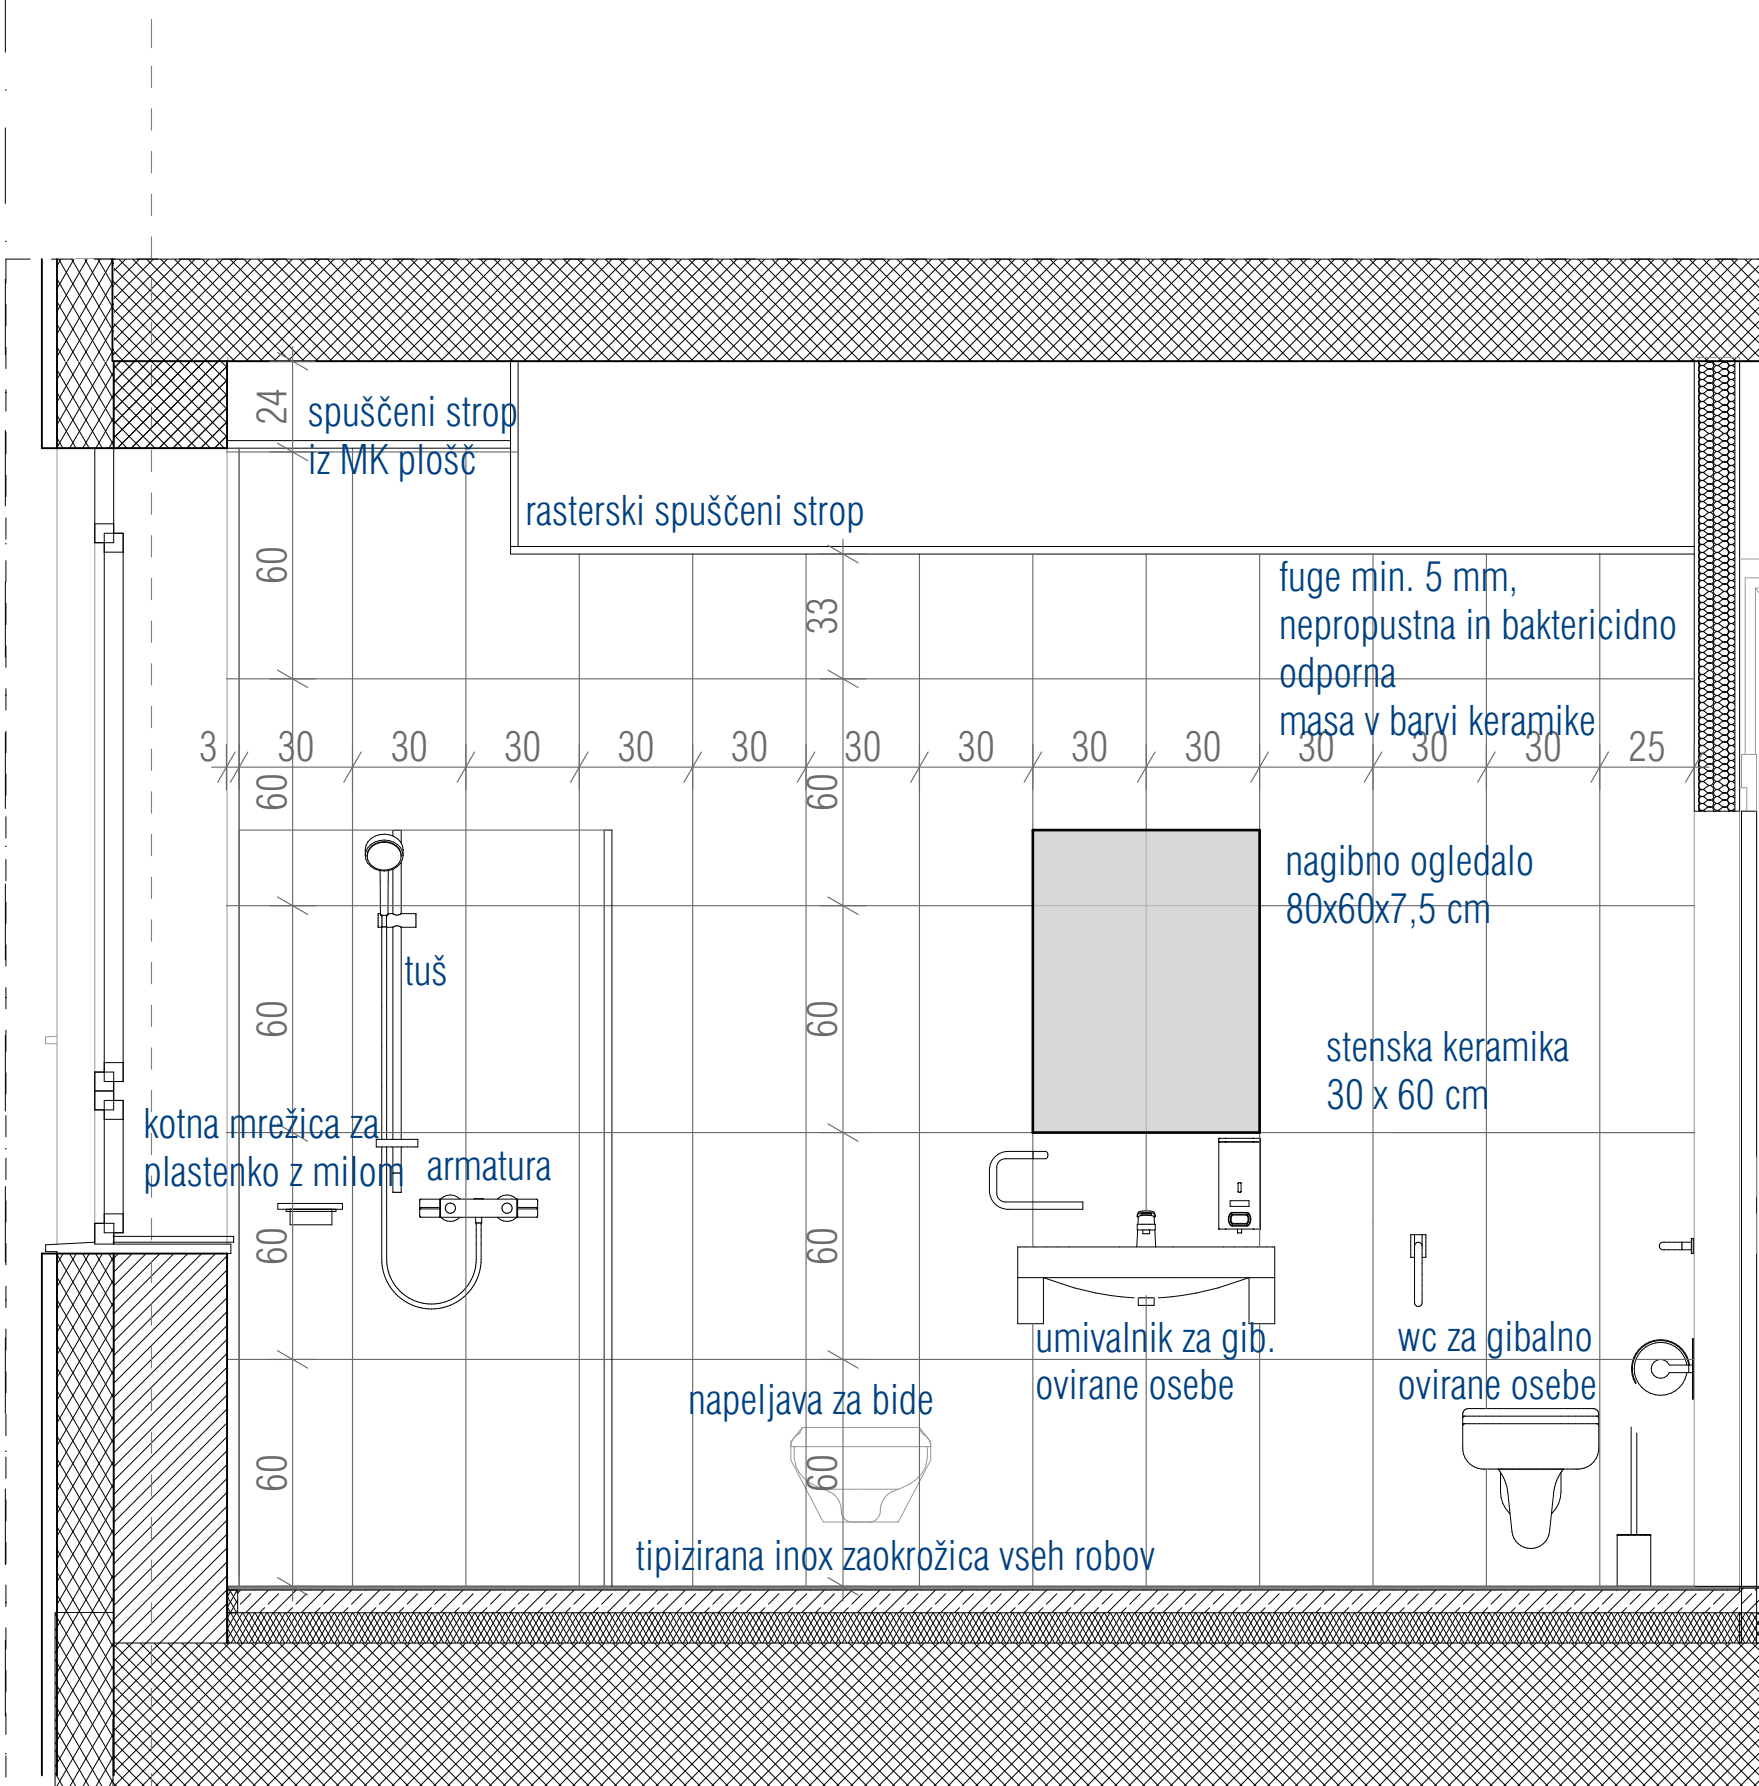 24
spuščeni strop
iz MK plošč
rasterski spuščeni strop
60
33
fuge min. 5 mm,
nepropustna in baktericidno
odporna
masa v barvi keramike
3 30 30 30 30 30 30 30 30 30 30 30 30 25
60
60
nagibno ogledalo
80x60x7,5 cm
tuš
60
60
stenska keramika
30 x 60 cm
kotna mrežica za
plastenko z milom
armatura
60
60
umivalnik za gib.
ovirane osebe
wc za gibalno
ovirane osebe
napeljava za bide
60
60
tipizirana inox zaokrožica vseh robov